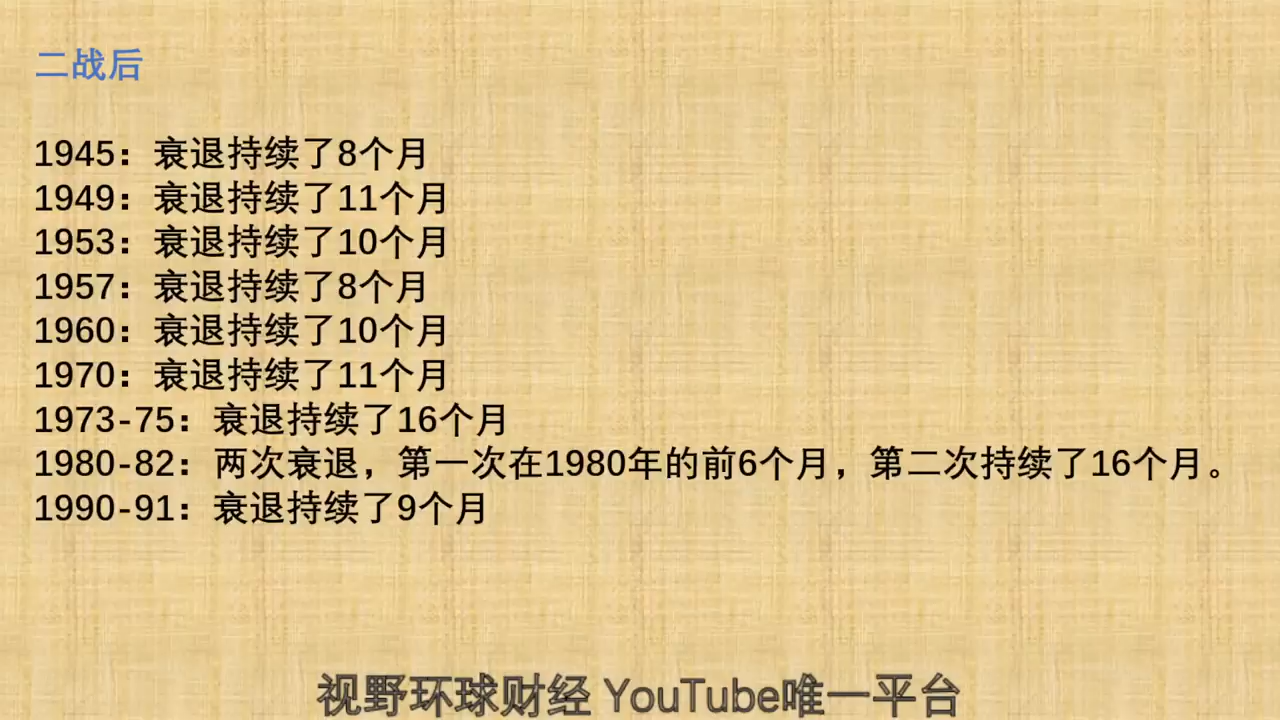 二战后
1945：衰退持续了8个月
1949：衰退持续了11个月
1953：衰退持续了10个月
1957：衰退持续了8个月
1960：衰退持续了10个月
1970：衰退持续了11个月
1973-75：衰退持续了16个月
1980-82：两次衰退，第一次在1980年的前6个月，第二次持续了16个月。
1990-91：衰退持续了9个月
视野环球财经 YouTube唯一平台